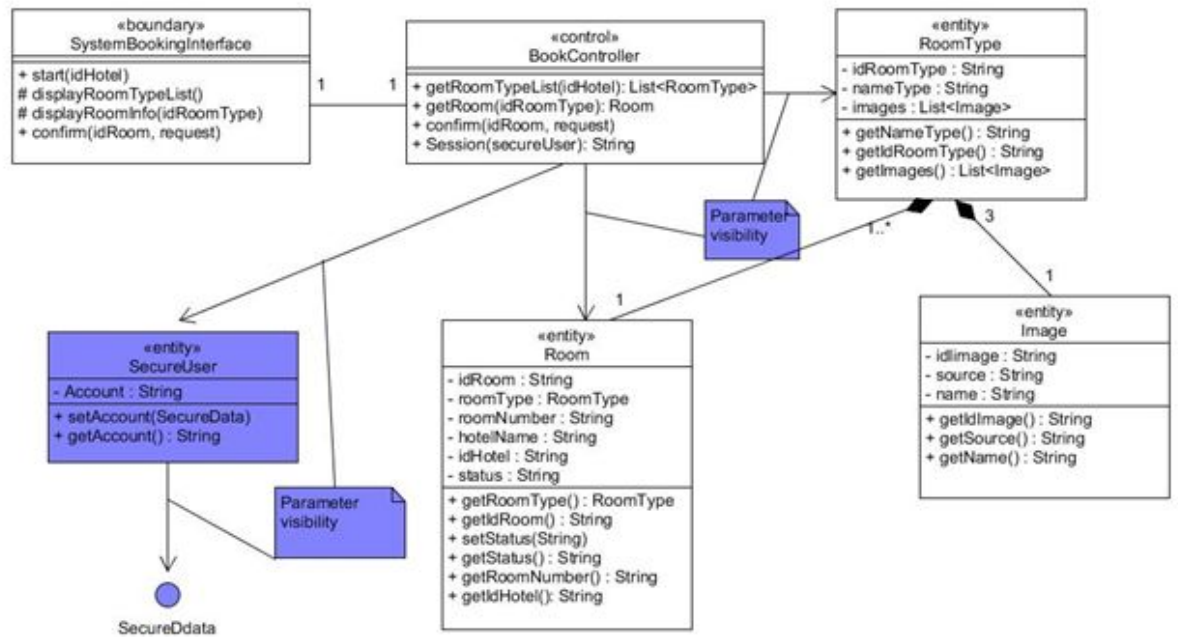 «boundary»
SystemBookingInterface
+ start(idHotel)
# displayRoomTypeList()
# displayRoomInfo(idRoomType)
+ confirm(idRoom, request)
1
1
«control»
BookController
+ getRoomTypeList(idHotel): List<RoomType>
+ getRoom(idRoomType): Room
+ confirm(idRoom, request)
+ Session(secureUser): String
«entity»
RoomType
- idRoomType : String
- nameType : String
- images : List<Image>
+ getNameType() : String
+ getIdRoomType() : String
+ getImages() : List<Image>
Parameter
visibility
1..*
3
1
1
«entity»
SecureUser
- Account : String
+ setAccount(SecureData)
+ getAccount() : String
Parameter
visibility
SecureDdata
«entity»
Room
- idRoom : String
- roomType : RoomType
- roomNumber : String
- hotelName : String
- idHotel : String
- status : String
+ getRoomType() : RoomType
+ getIdRoom() : String
+ setStatus(String)
+ getStatus() : String
+ getRoomNumber() : String
+ getIdHotel(): String
«entity»
Image
- idIimage : String
- source : String
- name : String
+ getIdImage() : String
+ getSource() : String
+ getName() : String